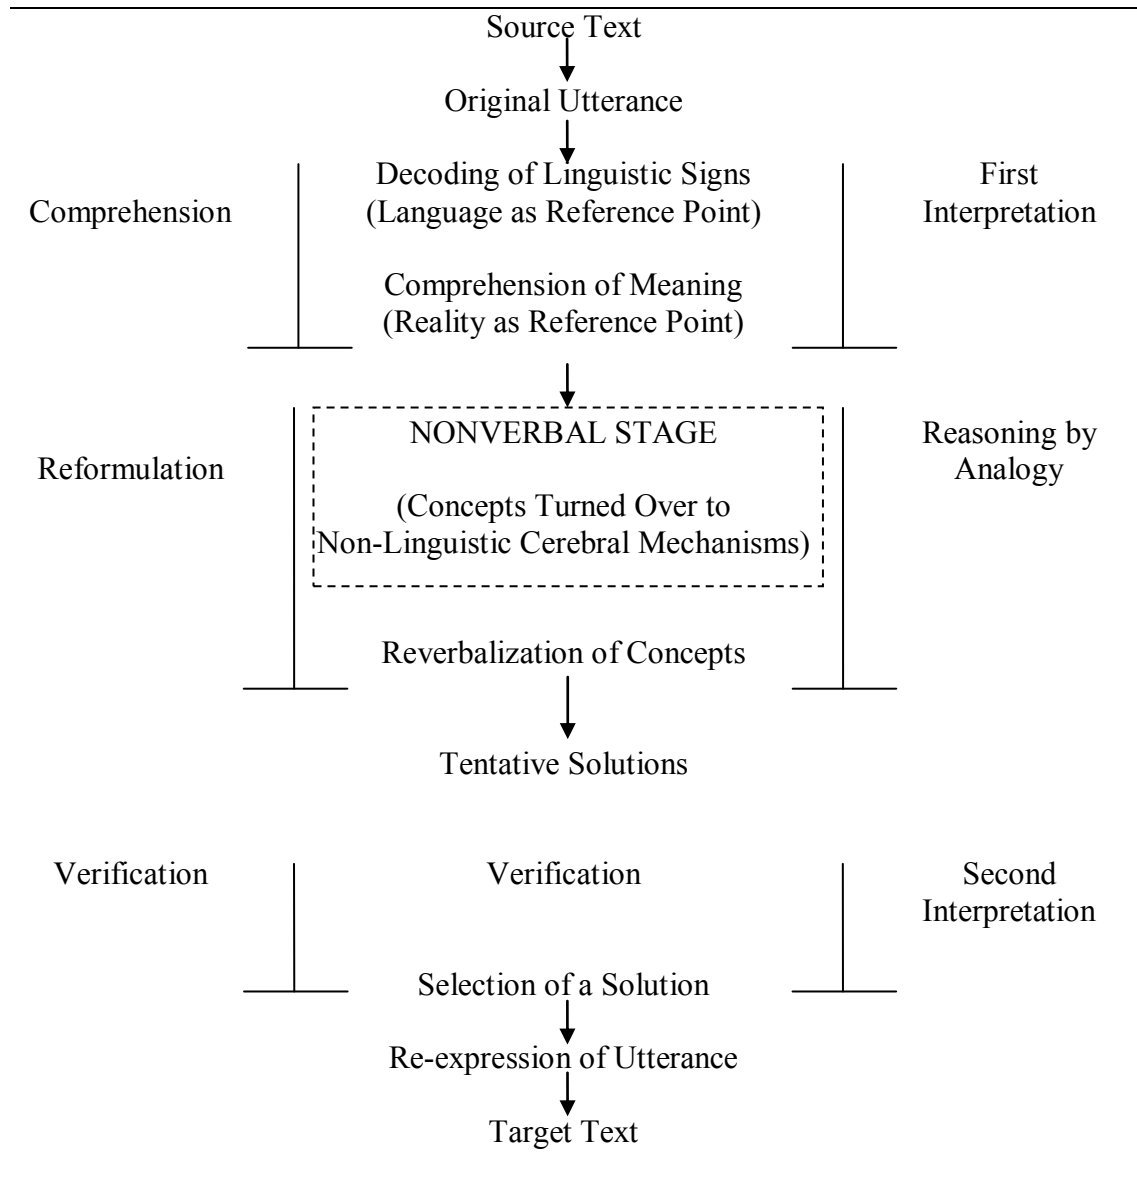 Source Text
Original Utterance
Decoding of Linguistic Signs
(Language as Reference Point)
Comprehension
First
Interpretation
Comprehension of Meaning
(Reality as Reference Point)
NONVERBAL STAGE
(Concepts Turned Over to
Non-Linguistic Cerebral Mechanisms)
Reformulation
Reasoning by
Analogy
Reverbalization of Concepts
Tentative Solutions
Verification
Verification
Second
Interpretation
Selection of a Solution
Re-expression of Utterance
Target Text